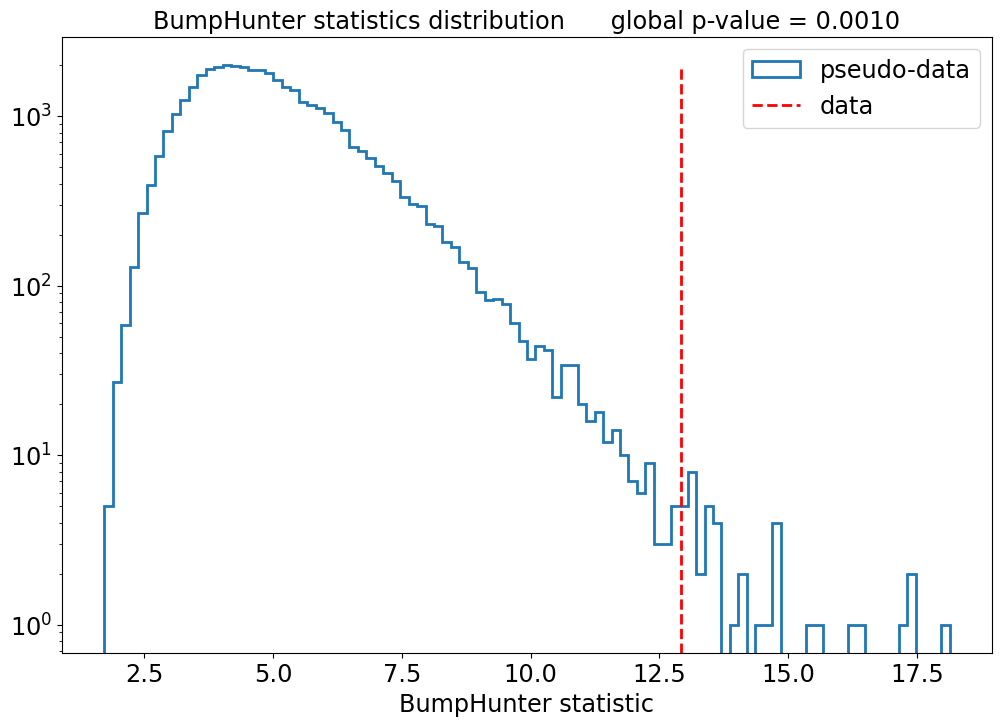 BumpHunter statistics distribution      global p-value = 0.0010
pseudo-data
data
10³
10²
10¹
10⁰
2.5 5.0 7.5 10.0 12.5 15.0 17.5
BumpHunter statistic